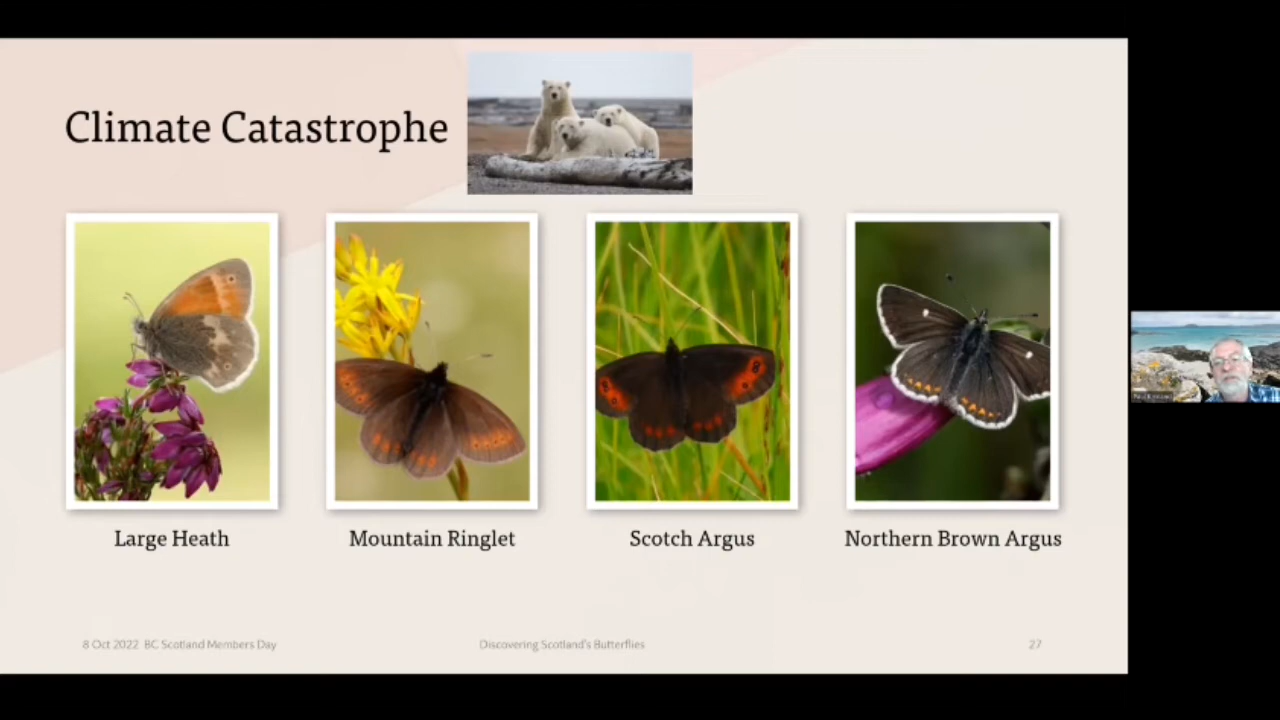 Climate Catastrophe
Large Heath
Mountain Ringlet
Scotch Argus
Northern Brown Argus
8 Oct 2022 BC Scotland Members Day
Discovering Scotland's Butterflies
27